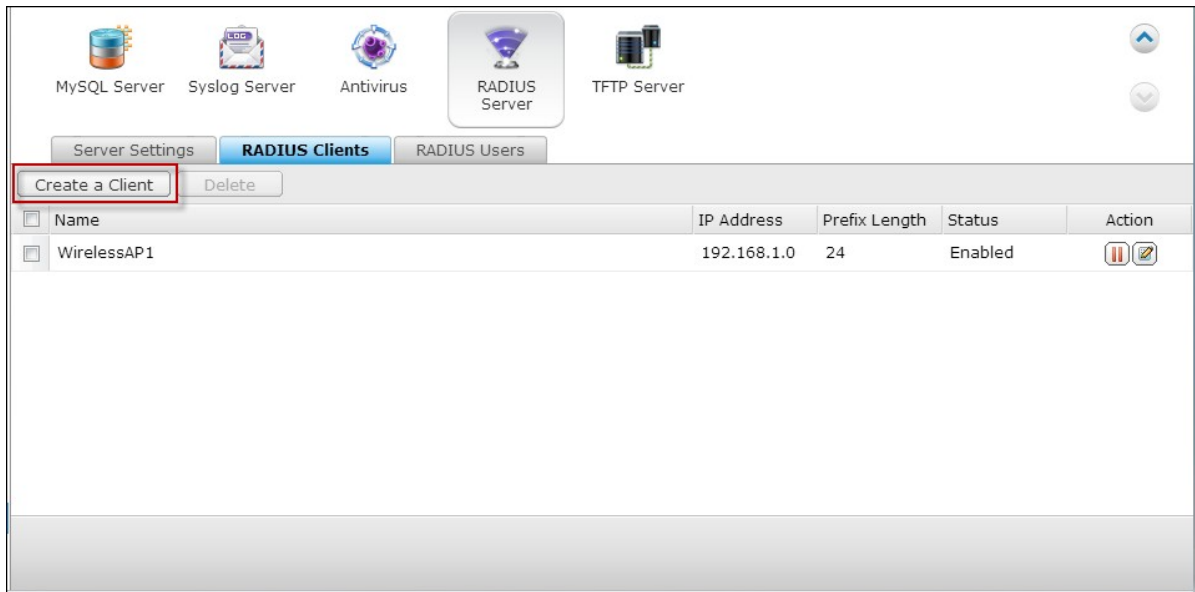 LOG
MySQL Server
Syslog Server
Antivirus
RADIUS
Server
TFTP Server
Server Settings
RADIUS Clients
RADIUS Users
Create a Client
Delete
Name
IP Address
Prefix Length
Status
Action
WirelessAP1
192.168.1.0
24
Enabled